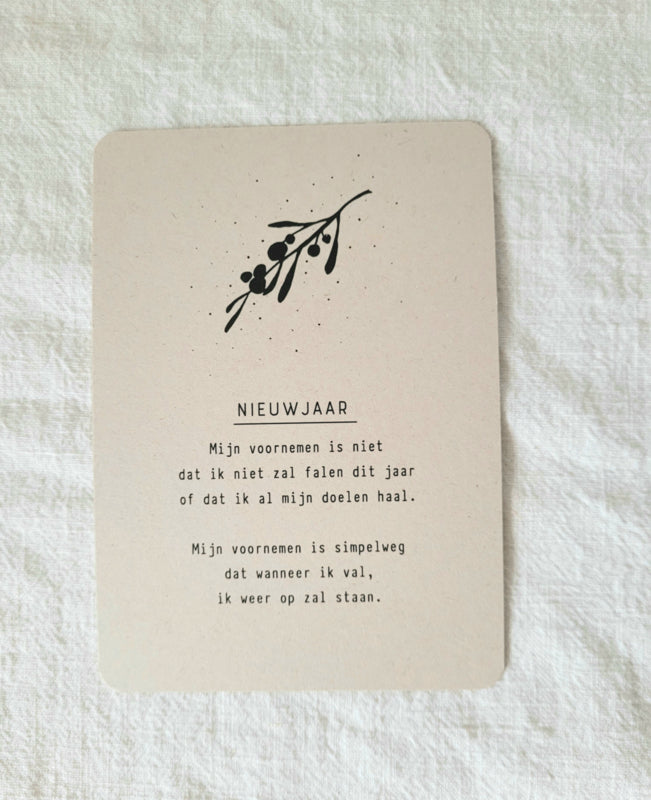 NIEUWJAAR
Mijn voornemen is niet
dat ik niet zal falen dit jaar
of dat ik al mijn doelen haal.
Mijn voornemen is simpelweg
dat wanneer ik val,
ik weer op zal staan.